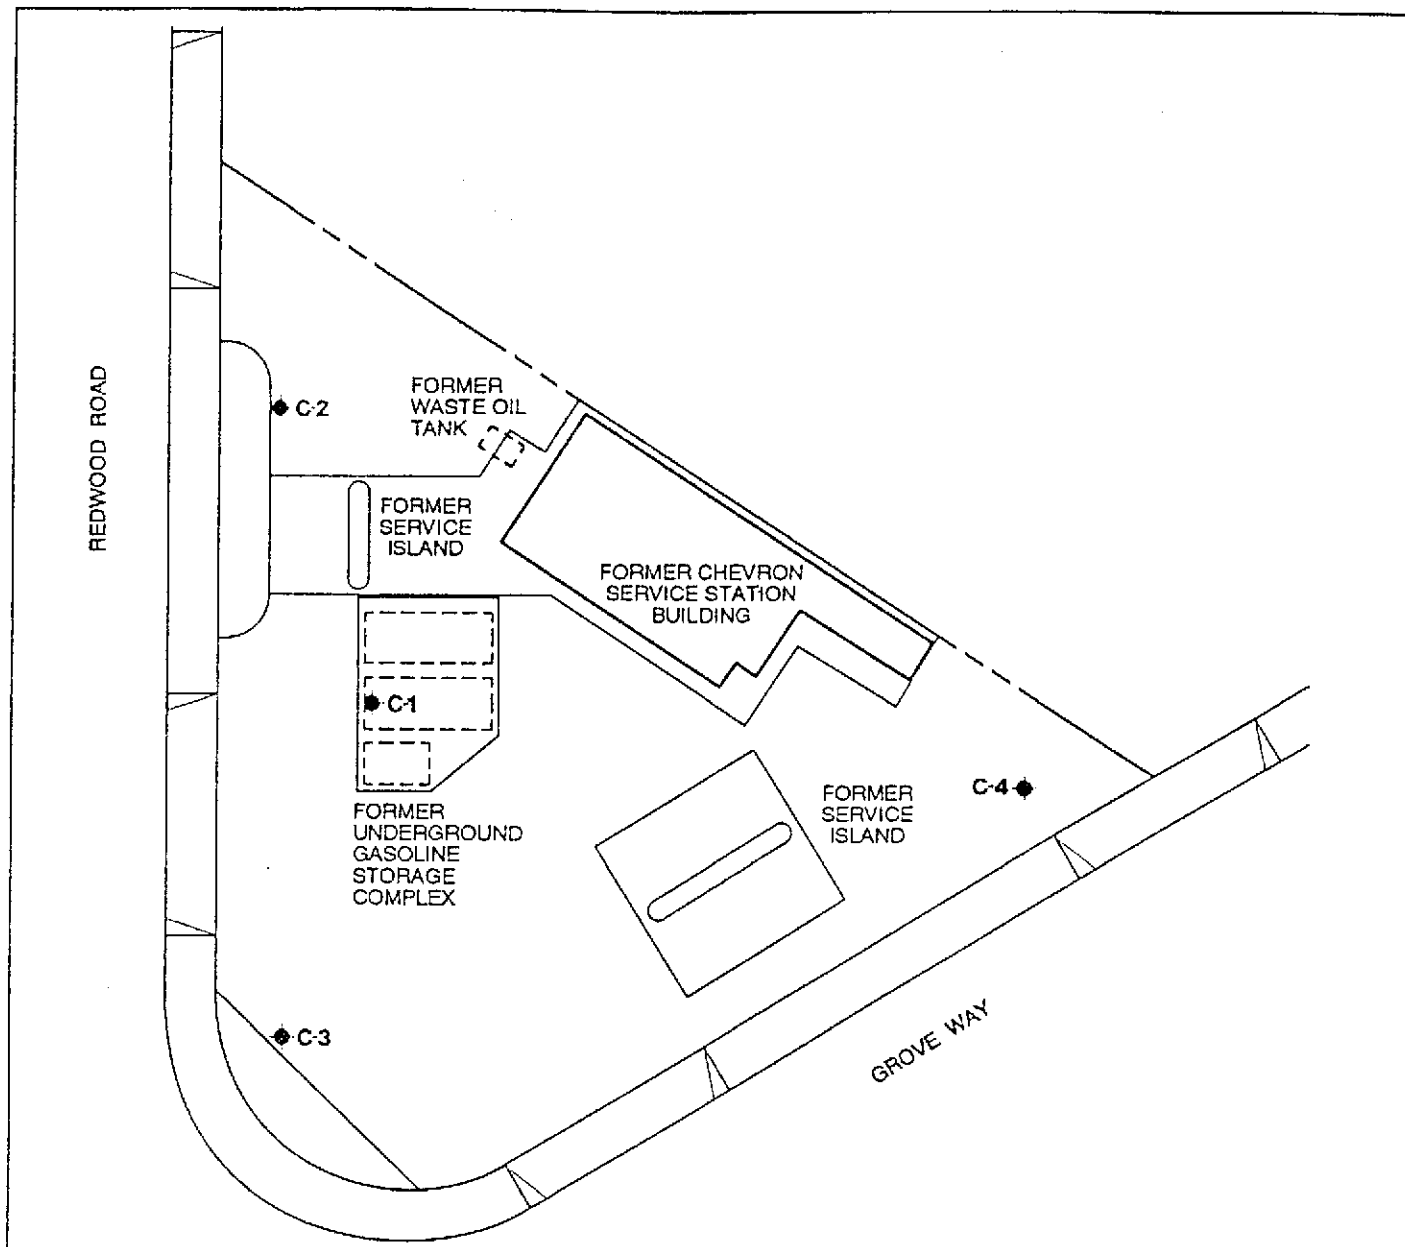 REDWOOD ROAD
C-2
FORMER
WASTE OIL
TANK
FORMER
SERVICE
ISLAND
FORMER CHEVRON
SERVICE STATION
BUILDING
C-1
FORMER
UNDERGROUND
GASOLINE
STORAGE
COMPLEX
FORMER
SERVICE
ISLAND
C-4
C-3
GROVE WAY